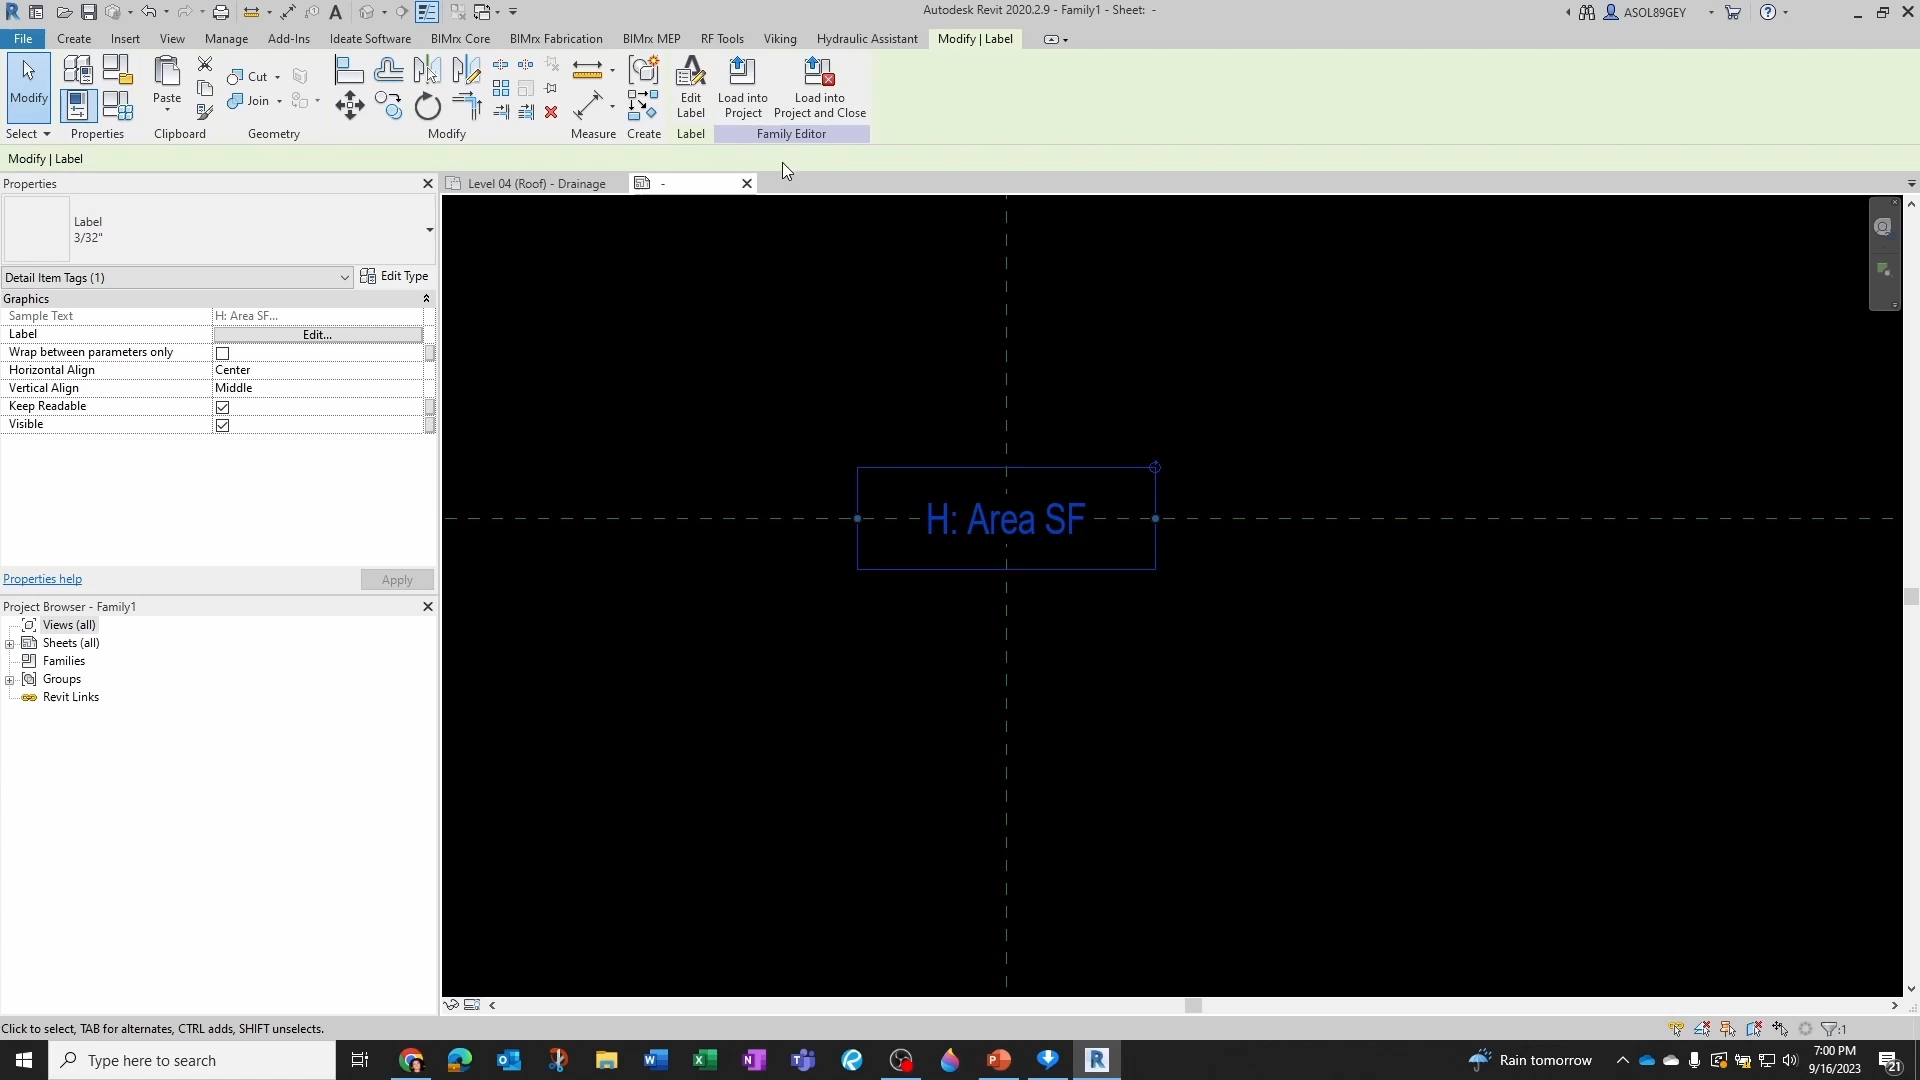 Autodesk Revit 2020.2.9 - Family1 - Sheet: -
ASOL89GEY
File Create Insert View Manage Add-Ins Ideate Software BIMrx Core BIMrx Fabrication BIMrx MEP RF Tools Viking Hydraulic Assistant Modify | Label
Modify
Paste
Cut
Join
Edit Label
Load into Project
Load into Project and Close
Select Properties Clipboard Geometry Modify Measure Create Label Family Editor
Modify | Label
Properties
Level 04 (Roof) - Drainage
-
Label
3/32"
Detail Item Tags (1)
Edit Type
Graphics
Sample Text H: Area SF...
Label Edit...
Wrap between parameters only
Horizontal Align Center
Vertical Align Middle
Keep Readable
Visible
H: Area SF
Properties help
Apply
Project Browser - Family1
Views (all)
Sheets (all)
Families
Groups
Revit Links
Click to select, TAB for alternates, CTRL adds, SHIFT unselects.
:1
Type here to search
Rain tomorrow
7:00 PM
9/16/2023
21